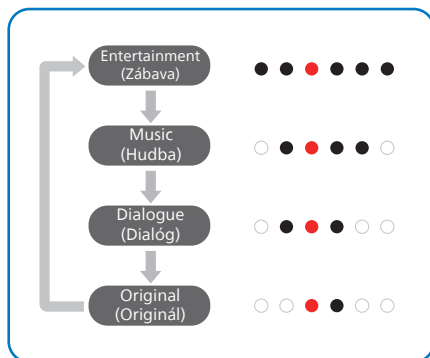 Entertainment
(Zábava)
Music
(Hudba)
Dialogue
(Dialóg)
Original
(Originál)